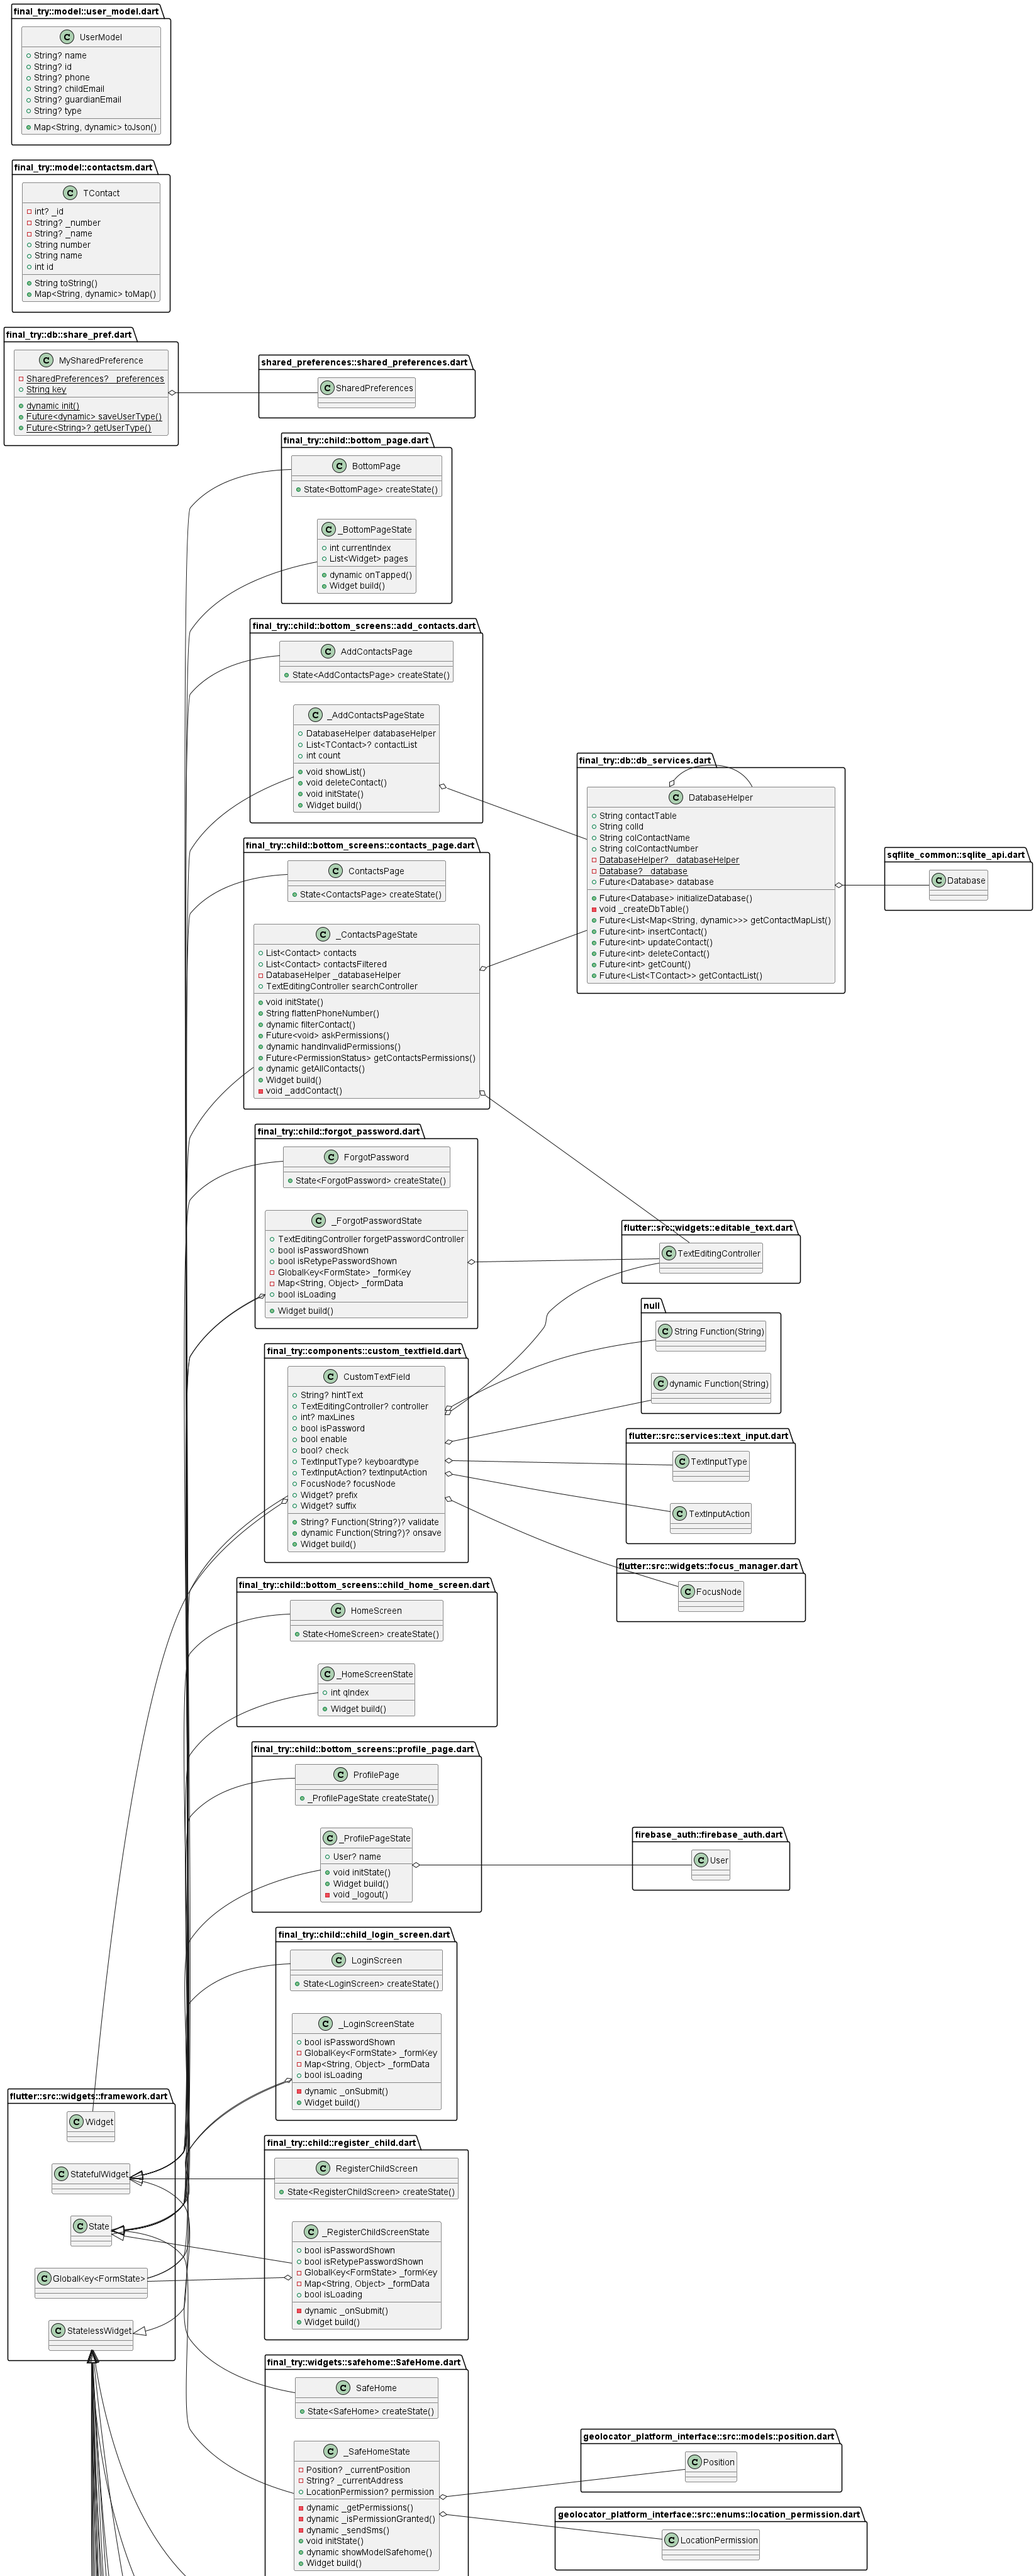 final_try::model::user_model.dart
C UserModel
String? name
String? id
String? phone
String? childEmail
String? guardianEmail
String? type
Map<String, dynamic> toJson()
final_try::model::contactsm.dart
C TContact
int? _id
String? _number
String? _name
String number
String name
int id
String toString()
Map<String, dynamic> toMap()
final_try::db::share_pref.dart
C MySharedPreference
SharedPreferences? _preferences
String key
dynamic init()
Future<dynamic> saveUserType()
Future<String>? getUserType()
shared_preferences::shared_preferences.dart
C SharedPreferences
final_try::child::bottom_page.dart
C BottomPage
State<BottomPage> createState()
C _BottomPageState
int currentIndex
List<Widget> pages
dynamic onTapped()
Widget build()
final_try::child::bottom_screens::add_contacts.dart
C AddContactsPage
State<AddContactsPage> createState()
C _AddContactsPageState
DatabaseHelper databaseHelper
List<TContact>? contactList
int count
void showList()
void deleteContact()
void initState()
Widget build()
final_try::db::db_services.dart
C DatabaseHelper
String contactTable
String colId
String colContactName
String colContactNumber
DatabaseHelper? _databaseHelper
Database? _database
Future<Database> database
Future<Database> initializeDatabase()
void _createDbTable()
Future<List<Map<String, dynamic>>> getContactMapList()
Future<int> insertContact()
Future<int> updateContact()
Future<int> deleteContact()
Future<int> getCount()
Future<List<TContact>> getContactList()
sqflite_common::sqlite_api.dart
C Database
final_try::child::bottom_screens::contacts_page.dart
C ContactsPage
State<ContactsPage> createState()
C _ContactsPageState
List<Contact> contacts
List<Contact> contactsFiltered
DatabaseHelper _databaseHelper
TextEditingController searchController
void initState()
String flattenPhoneNumber()
dynamic filterContact()
Future<void> askPermissions()
dynamic handInvalidPermissions()
Future<PermissionStatus> getContactsPermissions()
dynamic getAllContacts()
Widget build()
void _addContact()
final_try::child::forgot_password.dart
C ForgotPassword
State<ForgotPassword> createState()
C _ForgotPasswordState
TextEditingController forgetPasswordController
bool isPasswordShown
bool isRetypePasswordShown
GlobalKey<FormState> _formKey
Map<String, Object> _formData
bool isLoading
Widget build()
flutter::src::widgets::editable_text.dart
C TextEditingController
null
C String Function(String)
C dynamic Function(String)
final_try::components::custom_textfield.dart
C CustomTextField
String? hintText
TextEditingController? controller
int? maxLines
bool isPassword
bool enable
bool? check
TextInputType? keyboardtype
TextInputAction? textInputAction
FocusNode? focusNode
Widget? prefix
Widget? suffix
String? Function(String?)? validate
dynamic Function(String?)? onsave
Widget build()
flutter::src::services::text_input.dart
C TextInputType
C TextInputAction
flutter::src::widgets::focus_manager.dart
C FocusNode
final_try::child::bottom_screens::child_home_screen.dart
C HomeScreen
State<HomeScreen> createState()
C _HomeScreenState
int qIndex
Widget build()
final_try::child::bottom_screens::profile_page.dart
C ProfilePage
_ProfilePageState createState()
C _ProfilePageState
User? name
void initState()
Widget build()
void _logout()
firebase_auth::firebase_auth.dart
C User
final_try::child::child_login_screen.dart
C LoginScreen
State<LoginScreen> createState()
C _LoginScreenState
bool isPasswordShown
GlobalKey<FormState> _formKey
Map<String, Object> _formData
bool isLoading
dynamic _onSubmit()
Widget build()
flutter::src::widgets::framework.dart
C Widget
C StatefulWidget
C State
C GlobalKey<FormState>
C StatelessWidget
final_try::child::register_child.dart
C RegisterChildScreen
State<RegisterChildScreen> createState()
C _RegisterChildScreenState
bool isPasswordShown
bool isRetypePasswordShown
GlobalKey<FormState> _formKey
Map<String, Object> _formData
bool isLoading
dynamic _onSubmit()
Widget build()
final_try::widgets::safehome::SafeHome.dart
C SafeHome
State<SafeHome> createState()
C _SafeHomeState
Position? _currentPosition
String? _currentAddress
LocationPermission? permission
dynamic _getPermissions()
dynamic _isPermissionGranted()
dynamic _sendSms()
void initState()
dynamic showModelSafehome()
Widget build()
geolocator_platform_interface::src::models::position.dart
C Position
geolocator_platform_interface::src::enums::location_permission.dart
C LocationPermission